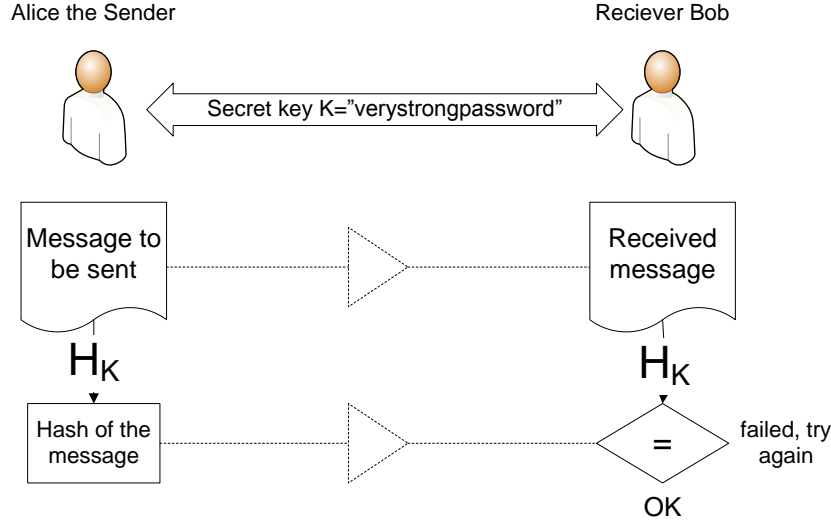 Alice the Sender
Reciever Bob
Secret key K=”verystrongpassword”
Message to
be sent
Received
message
HK
HK
Hash of the
message
=
failed, try
again
OK